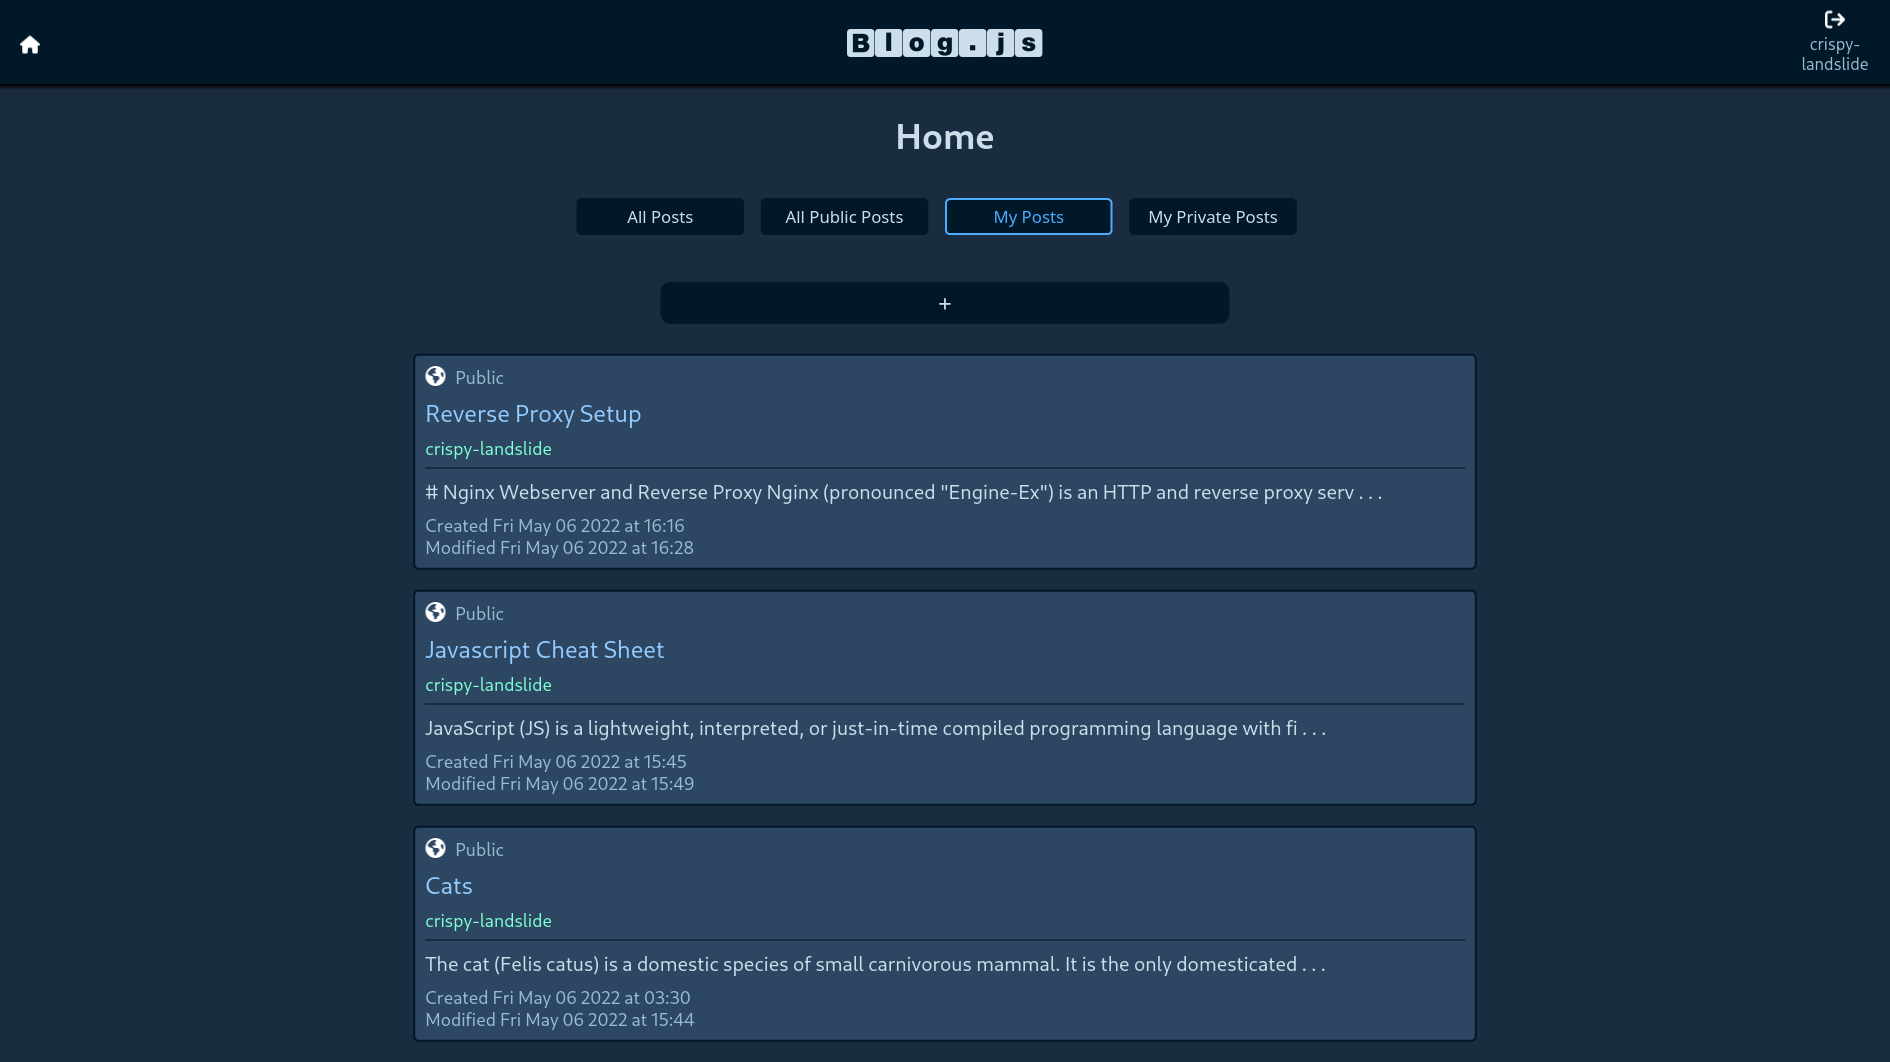 Blog.js
crispy-
landslide
Home
All Posts All Public Posts My Posts My Private Posts
+
Public
Reverse Proxy Setup
crispy-landslide
# Nginx Webserver and Reverse Proxy Nginx (pronounced "Engine-Ex") is an HTTP and reverse proxy serv . . .
Created Fri May 06 2022 at 16:16
Modified Fri May 06 2022 at 16:28
Public
Javascript Cheat Sheet
crispy-landslide
JavaScript (JS) is a lightweight, interpreted, or just-in-time compiled programming language with fi . . .
Created Fri May 06 2022 at 15:45
Modified Fri May 06 2022 at 15:49
Public
Cats
crispy-landslide
The cat (Felis catus) is a domestic species of small carnivorous mammal. It is the only domesticated . . .
Created Fri May 06 2022 at 03:30
Modified Fri May 06 2022 at 15:44